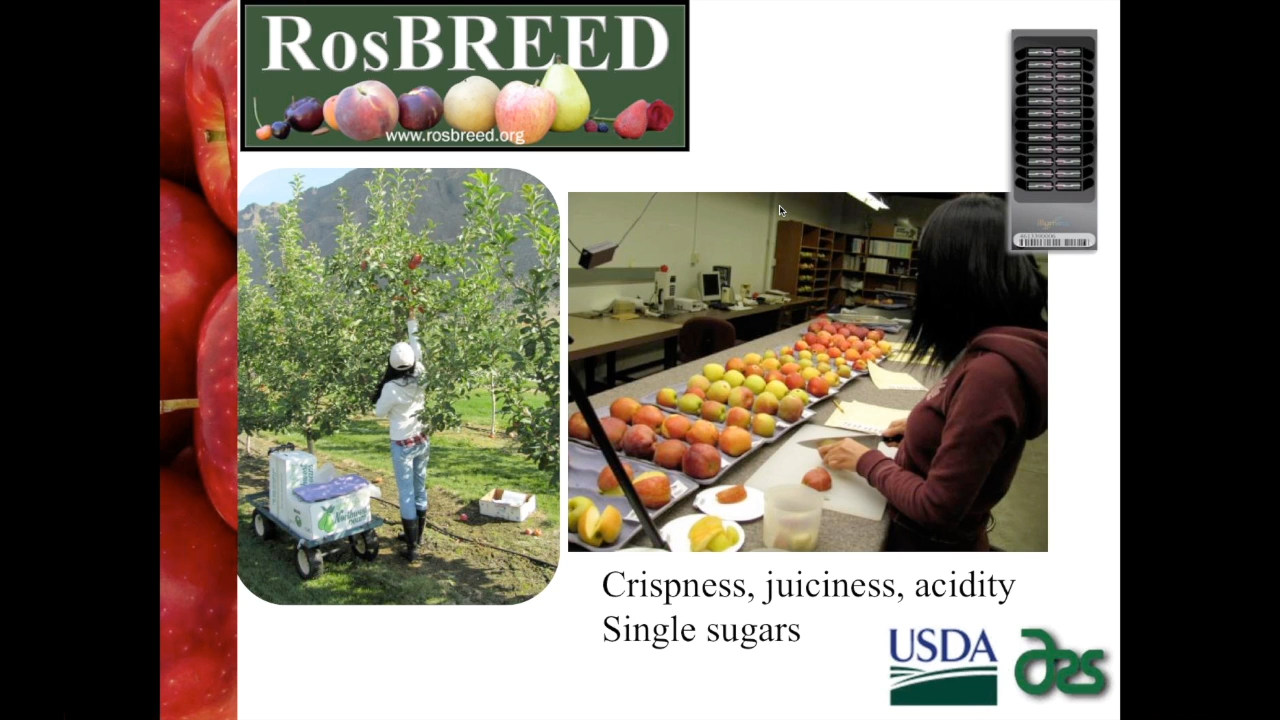 RosBREED
www.rosbreed.org
Crispness, juiciness, acidity
Single sugars
USDA
ars